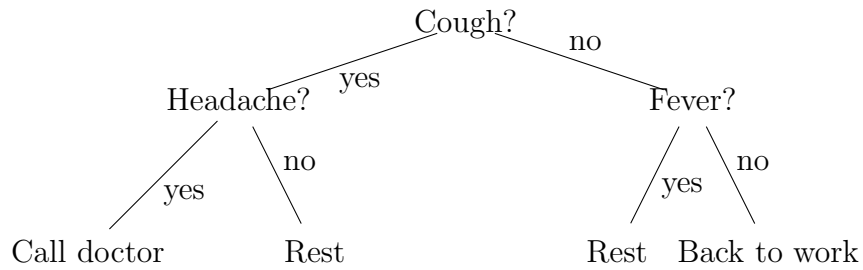 Cough?
yes
no
Headache?
Fever?
yes
no
yes
no
Call doctor
Rest
Rest
Back to work